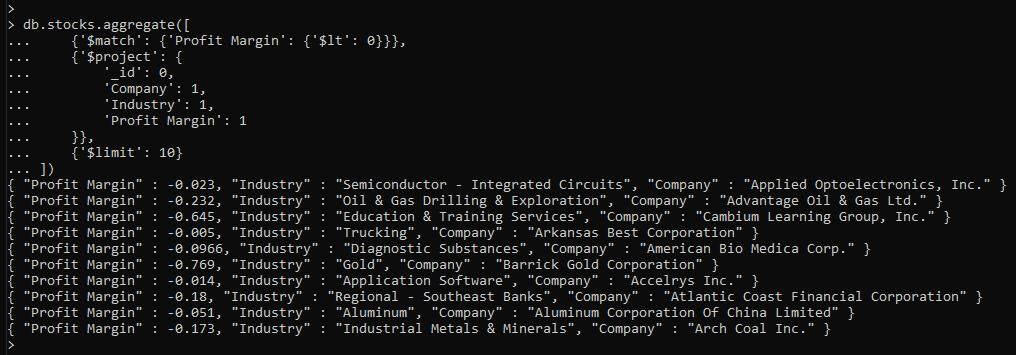 >
> db.stocks.aggregate([
...     {'$match': {'Profit Margin': {'$lt': 0}}},
...     {'$project': {
...         '_id': 0,
...         'Company': 1,
...         'Industry': 1,
...         'Profit Margin': 1
...     }},
...     {'$limit': 10}
... ])
{ "Profit Margin" : -0.023, "Industry" : "Semiconductor - Integrated Circuits", "Company" : "Applied Optoelectronics, Inc." }
{ "Profit Margin" : -0.232, "Industry" : "Oil & Gas Drilling & Exploration", "Company" : "Advantage Oil & Gas Ltd." }
{ "Profit Margin" : -0.645, "Industry" : "Education & Training Services", "Company" : "Cambium Learning Group, Inc." }
{ "Profit Margin" : -0.005, "Industry" : "Trucking", "Company" : "Arkansas Best Corporation" }
{ "Profit Margin" : -0.0966, "Industry" : "Diagnostic Substances", "Company" : "American Bio Medica Corp." }
{ "Profit Margin" : -0.769, "Industry" : "Gold", "Company" : "Barrick Gold Corporation" }
{ "Profit Margin" : -0.014, "Industry" : "Application Software", "Company" : "Accelrys Inc." }
{ "Profit Margin" : -0.18, "Industry" : "Regional - Southeast Banks", "Company" : "Atlantic Coast Financial Corporation" }
{ "Profit Margin" : -0.051, "Industry" : "Aluminum", "Company" : "Aluminum Corporation Of China Limited" }
{ "Profit Margin" : -0.173, "Industry" : "Industrial Metals & Minerals", "Company" : "Arch Coal Inc." }
>